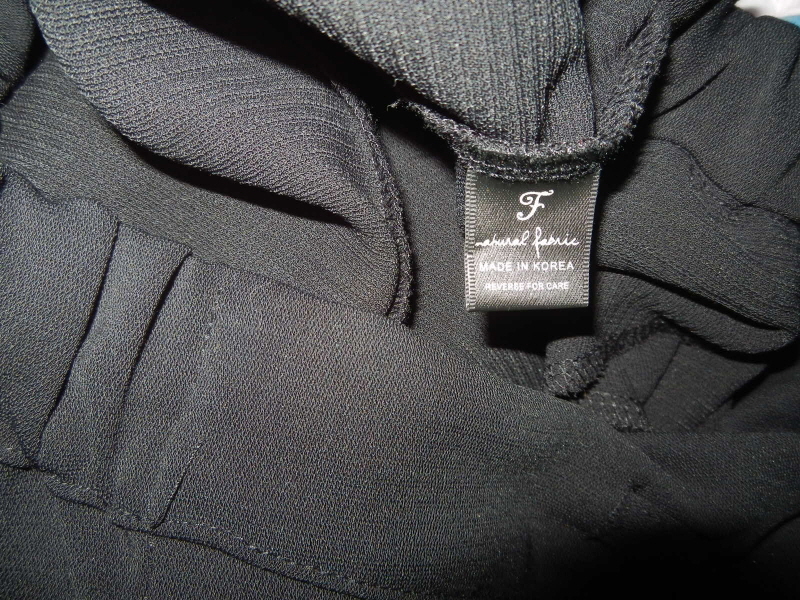 F
natural fabric
MADE IN KOREA
REVERSE FOR CARE